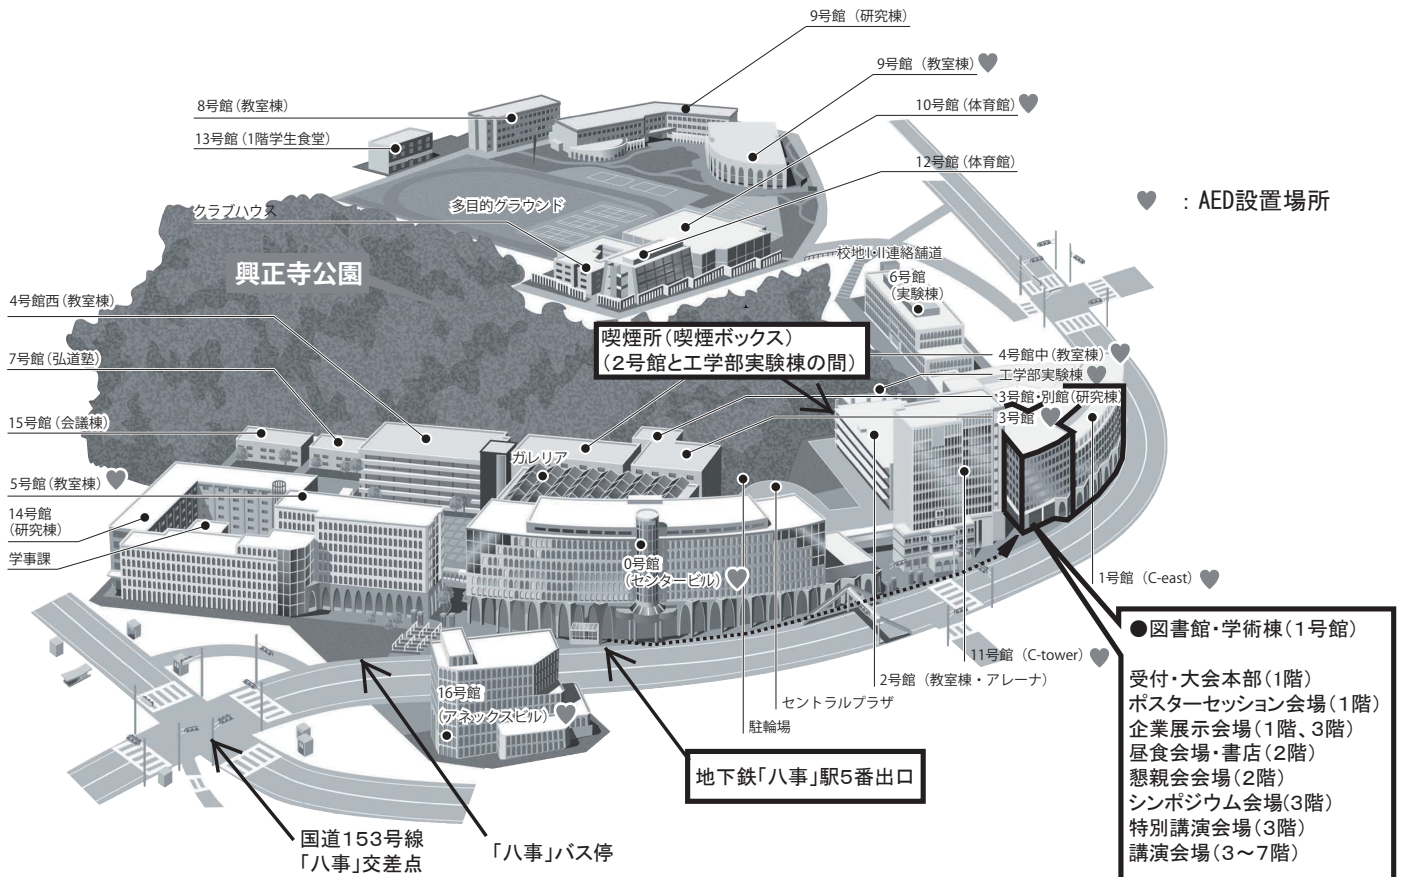 9号館（研究棟）
9号館（教室棟）
8号館（教室棟）
10号館（体育館）
13号館（1階学生食堂）
12号館（体育館）
：AED設置場所
クラブハウス
多目的グラウンド
校地I・II連絡舗道
興正寺公園
6号館
（実験棟）
4号館西（教室棟）
喫煙所（喫煙ボックス）
（2号館と工学部実験棟の間）
7号館（弘道塾）
4号館中（教室棟）
工学部実験棟
3号館・別館（研究棟）
3号館
15号館（会議棟）
ガレリア
5号館（教室棟）
14号館
（研究棟）
学事課
0号館
（センタービル）
1号館（C-east）
11号館（C-tower）
2号館（教室棟・アレーナ）
セントラルプラザ
駐輪場
16号館
（アネックスビル）
地下鉄「八事」駅5番出口
国道153号線
「八事」交差点
「八事」バス停
●図書館・学術棟（1号館）
受付・大会本部（1階）
ポスターセッション会場（1階）
企業展示会場（1階、3階）
昼食会場・書店（2階）
懇親会会場（2階）
シンポジウム会場（3階）
特別講演会場（3階）
講演会場（3～7階）